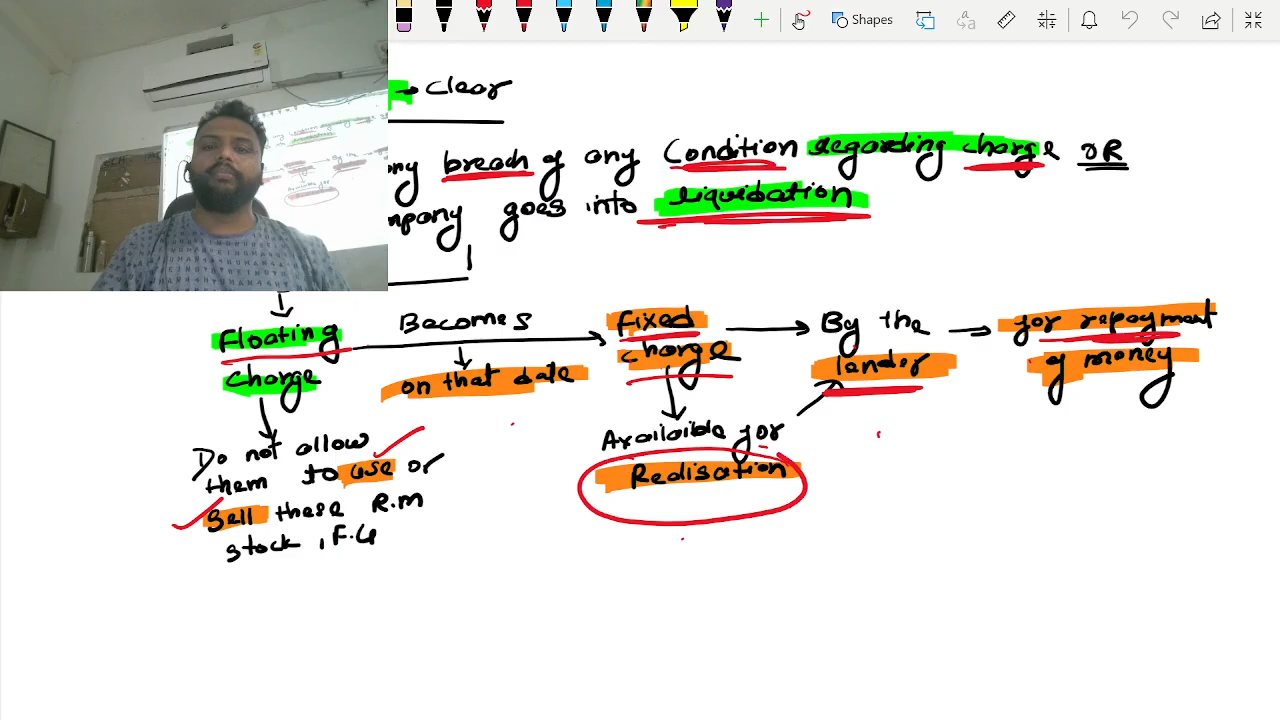 Shapes
clear
any breach of any Condition Regarding charge OR
company goes into liquidation
Floating
charge
Becomes
on that date
fixed
charge
By the
lender
for repayment
of money
Do not allow
them to use or
Sell these R.m
stock, F.G
Available for
Realisation